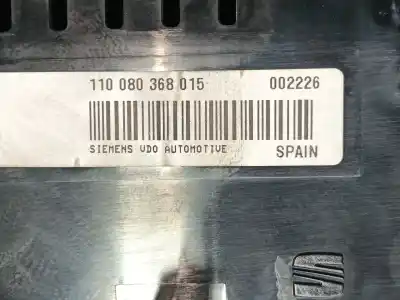 110 080 368 015 002226
SIEMENS VDO AUTOMOTIVE SPAIN